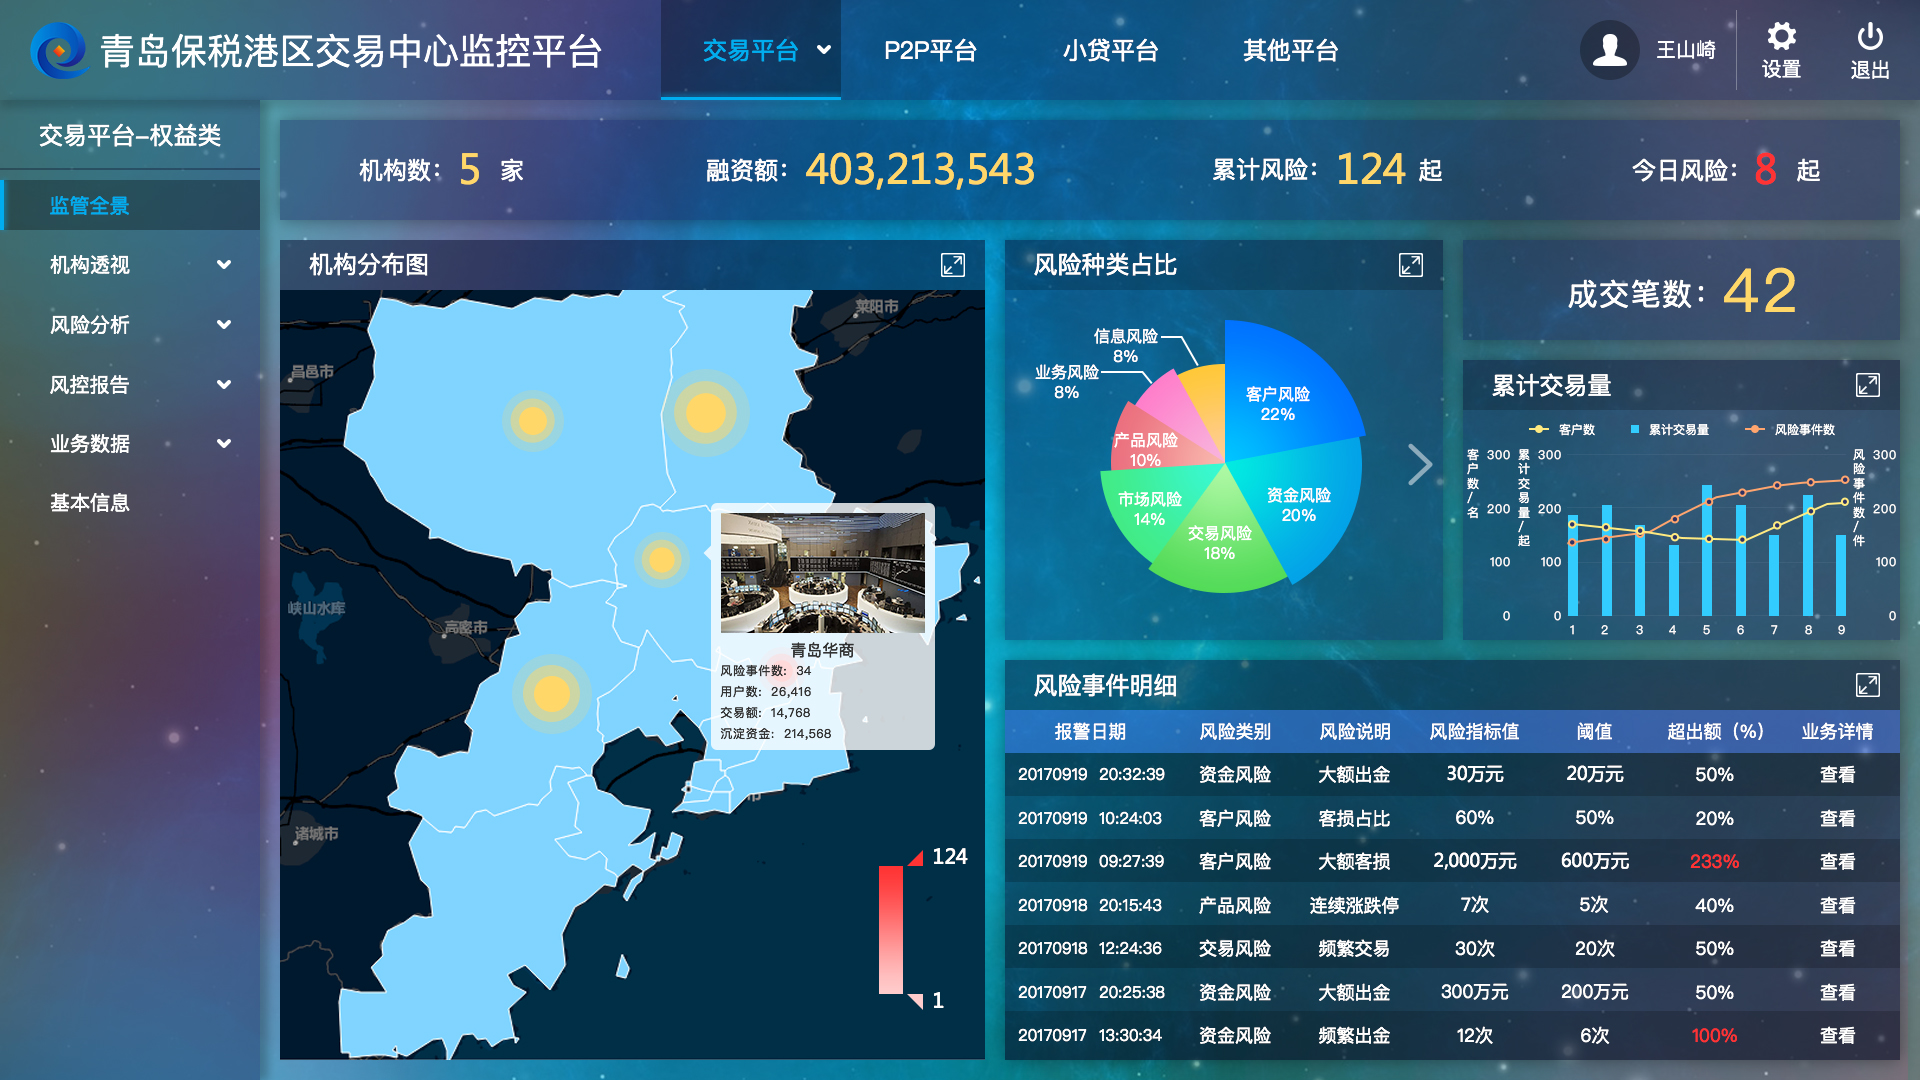 青岛保税港区交易中心监控平台
交易平台
P2P平台
小贷平台
其他平台
王山崎
设置
退出
交易平台–权益类
监管全景
机构透视
风险分析
风控报告
业务数据
基本信息
机构数： 5 家
融资额： 403,213,543
累计风险： 124 起
今日风险： 8 起
机构分布图
莱阳市
昌邑市
峡山水库
高密市
诸城市
市
青岛华商
风险事件数： 34
用户数： 26,416
交易额： 14,768
沉淀资金： 214,568
124
1
风险种类占比
信息风险
8%
业务风险
8%
客户风险
22%
产品风险
10%
资金风险
20%
市场风险
14%
交易风险
18%
成交笔数： 42
累计交易量
客户数 累计交易量 风险事件数
客户数/名
300
200
100
0
累计交易量/起
300
200
100
0
风险事件数/件
300
200
100
0
1 2 3 4 5 6 7 8 9
风险事件明细
报警日期 风险类别 风险说明 风险指标值 阈值 超出额（%） 业务详情
20170919 20:32:39 资金风险 大额出金 30万元 20万元 50% 查看
20170919 10:24:03 客户风险 客损占比 60% 50% 20% 查看
20170919 09:27:39 客户风险 大额客损 2,000万元 600万元 233% 查看
20170918 20:15:43 产品风险 连续涨跌停 7次 5次 40% 查看
20170918 12:24:36 交易风险 频繁交易 30次 20次 50% 查看
20170917 20:25:38 资金风险 大额出金 300万元 200万元 50% 查看
20170917 13:30:34 资金风险 频繁出金 12次 6次 100% 查看